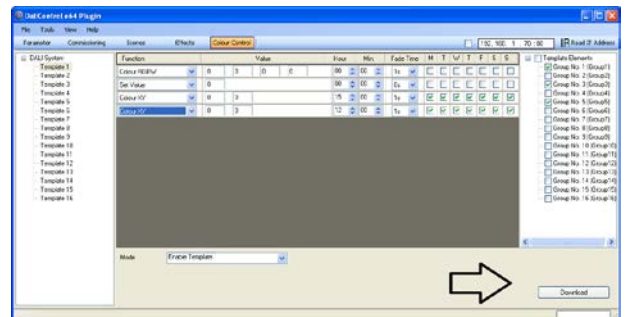 DaliControl e64 Plugin
File Tools View Help
Parameter Commissioning Scenes Effects Colour Control 192. 168. 1 . 70 : 80 Read IP Address
DALI System
Template 1
Template 2
Template 3
Template 4
Template 5
Template 6
Template 7
Template 8
Template 9
Template 10
Template 11
Template 12
Template 13
Template 14
Template 15
Template 16
Function Value Hour Min. Fade Time M T W T F S S
Colour RGBW 0 0 0 0 00 00 1s
Set Value 0 00 00
Colour XY 0 0 15 00 1s
Colour XY 0 0 12 00 1s
Template Elements
Group No. 1 (Group1)
Group No. 2 (Group2)
Group No. 3 (Group3)
Group No. 4 (Group4)
Group No. 5 (Group5)
Group No. 6 (Group6)
Group No. 7 (Group7)
Group No. 8 (Group8)
Group No. 9 (Group9)
Group No. 10 (Group10)
Group No. 11 (Group11)
Group No. 12 (Group12)
Group No. 13 (Group13)
Group No. 14 (Group14)
Group No. 15 (Group15)
Group No. 16 (Group16)
Mode Enable Template
Download